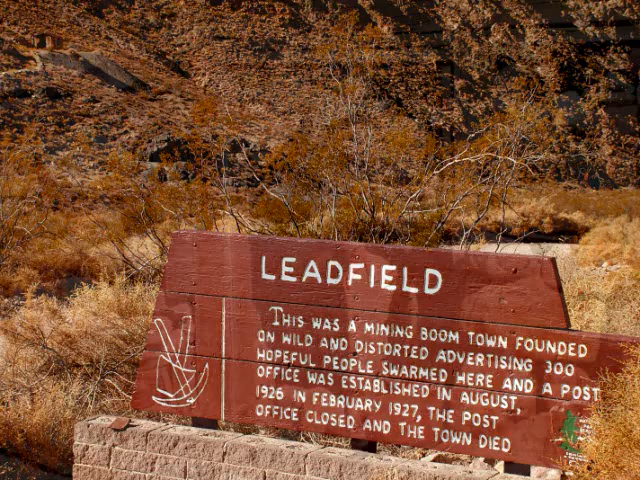 LEADFIELD
THIS WAS A MINING BOOM TOWN FOUNDED
ON WILD AND DISTORTED ADVERTISING 300
HOPEFUL PEOPLE SWARMED HERE AND A POST
OFFICE WAS ESTABLISHED IN AUGUST,
1926 IN FEBRUARY 1927, THE POST
OFFICE CLOSED AND THE TOWN DIED